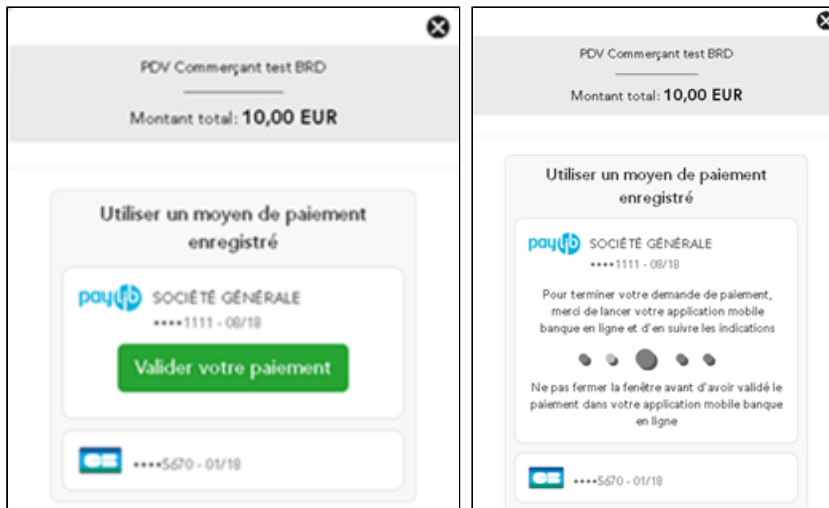 PDV Commerçant test BRD
Montant total: 10,00 EUR
Utiliser un moyen de paiement
enregistré
paylib SOCIÉTÉ GÉNÉRALE
••••1111 - 08/18
Valider votre paiement
CB ••••5670 - 01/18
PDV Commerçant test BRD
Montant total: 10,00 EUR
Utiliser un moyen de paiement
enregistré
paylib SOCIÉTÉ GÉNÉRALE
••••1111 - 08/18
Pour terminer votre demande de paiement,
merci de lancer votre application mobile
banque en ligne et d'en suivre les indications
Ne pas fermer la fenêtre avant d'avoir validé le
paiement dans votre application mobile banque
en ligne
CB ••••5670 - 01/18